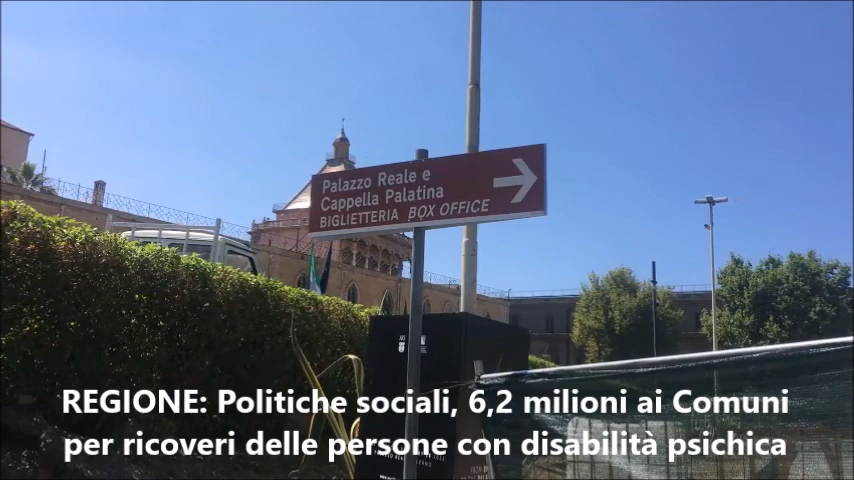 Palazzo Reale e
Cappella Palatina
BIGLIETTERIA BOX OFFICE
REGIONE: Politiche sociali, 6,2 milioni ai Comuni
per ricoveri delle persone con disabilità psichica